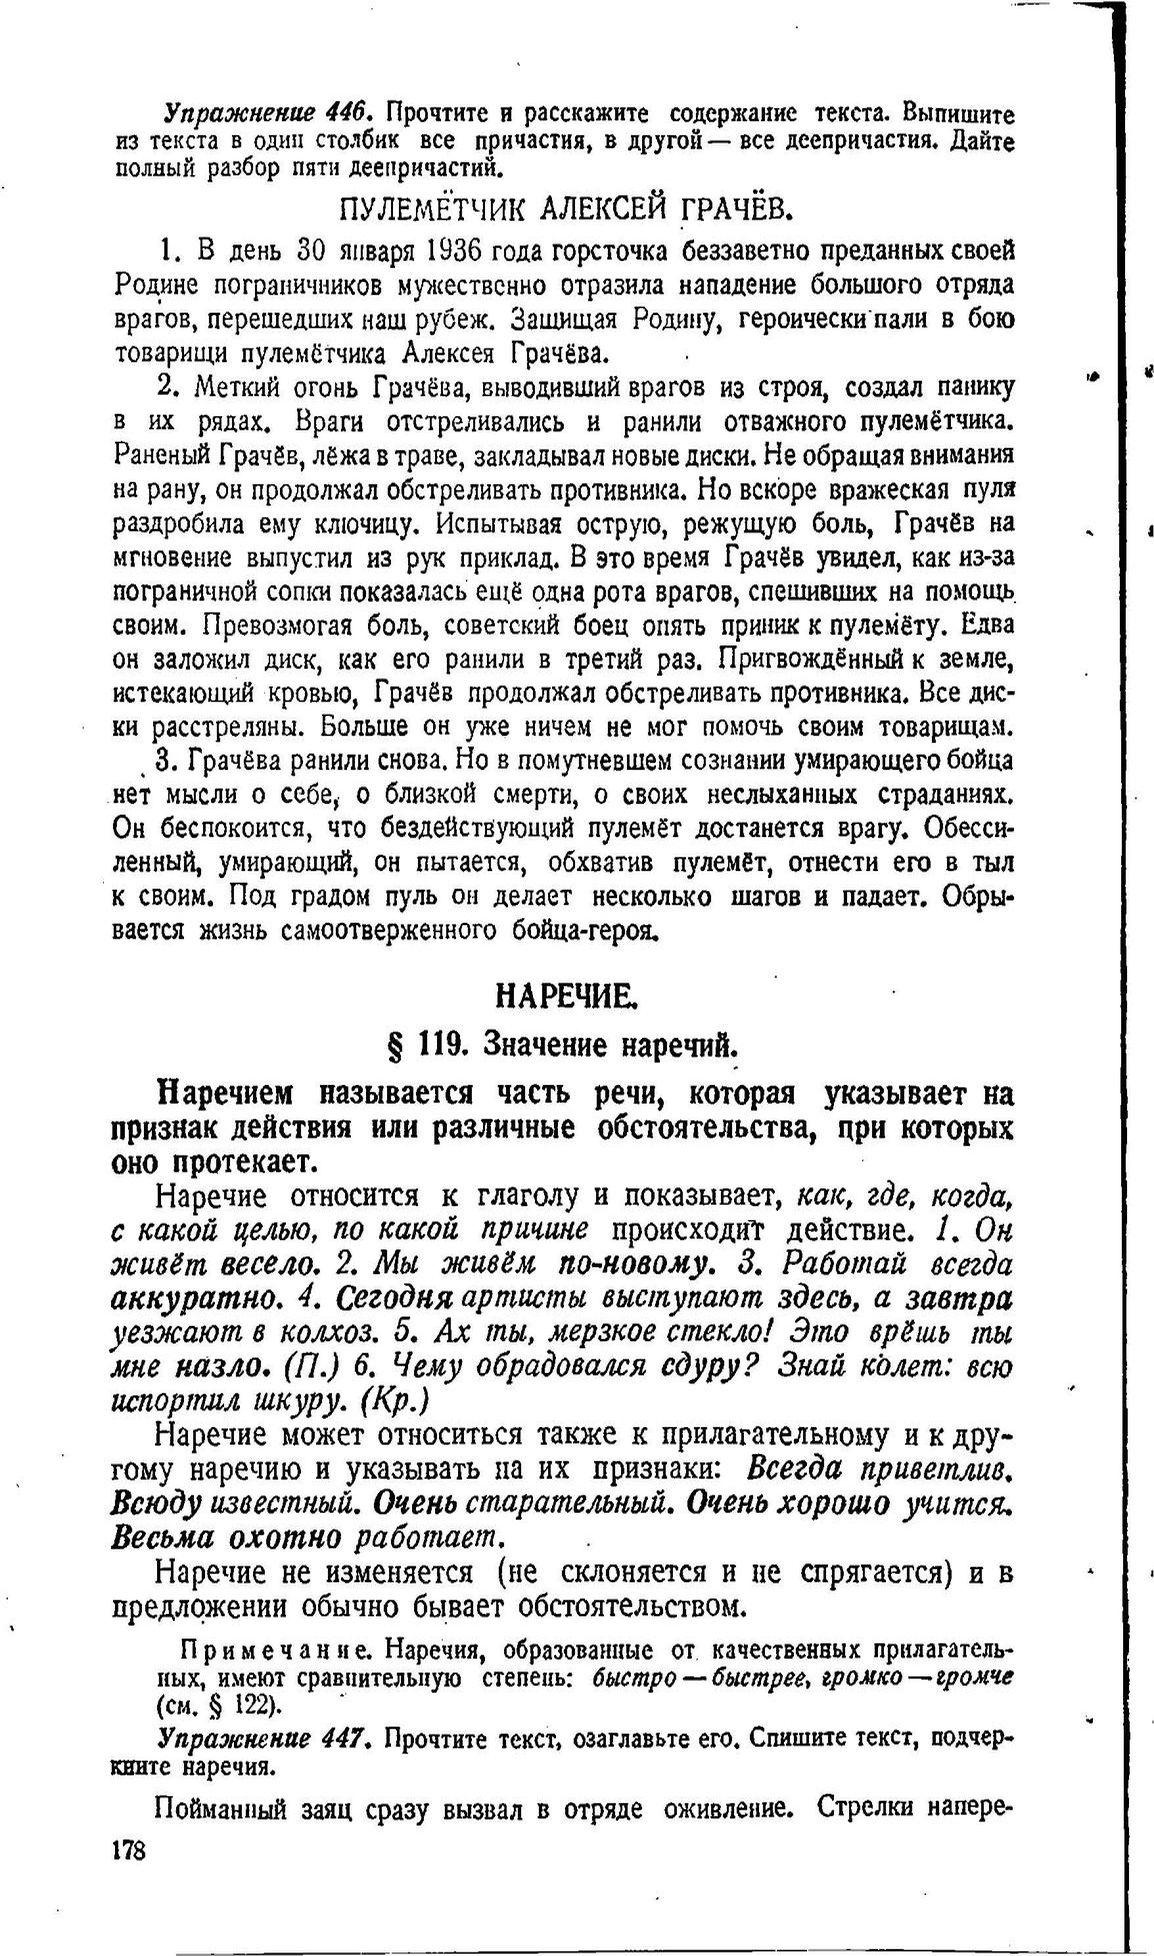 Упражнение 446. Прочтите и расскажите содержание текста. Выпишите
из текста в один столбик все причастия, в другой — все деепричастия. Дайте
полный разбор пяти деепричастий.
ПУЛЕМЁТЧИК АЛЕКСЕЙ ГРАЧЁВ.
1. В день 30 января 1936 года горсточка беззаветно преданных своей
Родине пограничников мужественно отразила нападение большого отряда
врагов, перешедших наш рубеж. Защищая Родину, героически пали в бою
товарищи пулемётчика Алексея Грачёва.
2. Меткий огонь Грачёва, выводивший врагов из строя, создал панику
в их рядах. Враги отстреливались и ранили отважного пулемётчика.
Раненый Грачёв, лёжа в траве, закладывал новые диски. Не обращая внимания
на рану, он продолжал обстреливать противника. Но вскоре вражеская пуля
раздробила ему ключицу. Испытывая острую, режущую боль, Грачёв на
мгновение выпустил из рук приклад. В это время Грачёв увидел, как из-за
пограничной сопки показалась ещё одна рота врагов, спешивших на помощь
своим. Превозмогая боль, советский боец опять приник к пулемёту. Едва
он заложил диск, как его ранили в третий раз. Пригвождённый к земле,
истекающий кровью, Грачёв продолжал обстреливать противника. Все дис-
ки расстреляны. Больше он уже ничем не мог помочь своим товарищам.
3. Грачёва ранили снова. Но в помутневшем сознании умирающего бойца
нет мысли о себе, о близкой смерти, о своих неслыханных страданиях.
Он беспокоится, что бездействующий пулемёт достанется врагу. Обесси-
ленный, умирающий, он пытается, обхватив пулемёт, отнести его в тыл
к своим. Под градом пуль он делает несколько шагов и падает. Обры-
вается жизнь самоотверженного бойца-героя.
НАРЕЧИЕ.
§ 119. Значение наречий.
Наречием называется часть речи, которая указывает на
признак действия или различные обстоятельства, при которых
оно протекает.
Наречие относится к глаголу и показывает, как, где, когда,
с какой целью, по какой причине происходит действие. 1. Он
живёт весело. 2. Мы живём по-новому. 3. Работай всегда
аккуратно. 4. Сегодня артисты выступают здесь, а завтра
уезжают в колхоз. 5. Ах ты, мерзкое стекло! Это врёшь ты
мне назло. (П.) 6. Чему обрадовался сдуру? Знай колет: всю
испортил шкуру. (Кр.)
Наречие может относиться также к прилагательному и к дру-
гому наречию и указывать на их признаки: Всегда приветлив.
Всюду известный. Очень старательный. Очень хорошо учится.
Весьма охотно работает.
Наречие не изменяется (не склоняется и не спрягается) и в
предложении обычно бывает обстоятельством.
Примечание. Наречия, образованные от качественных прилагатель-
ных, имеют сравнительную степень: быстро — быстрее, громко — громче
(см. § 122).
Упражнение 447. Прочтите текст, озаглавьте его. Спишите текст, подчер-
кните наречия.
Пойманный заяц сразу вызвал в отряде оживление. Стрелки напере-
178